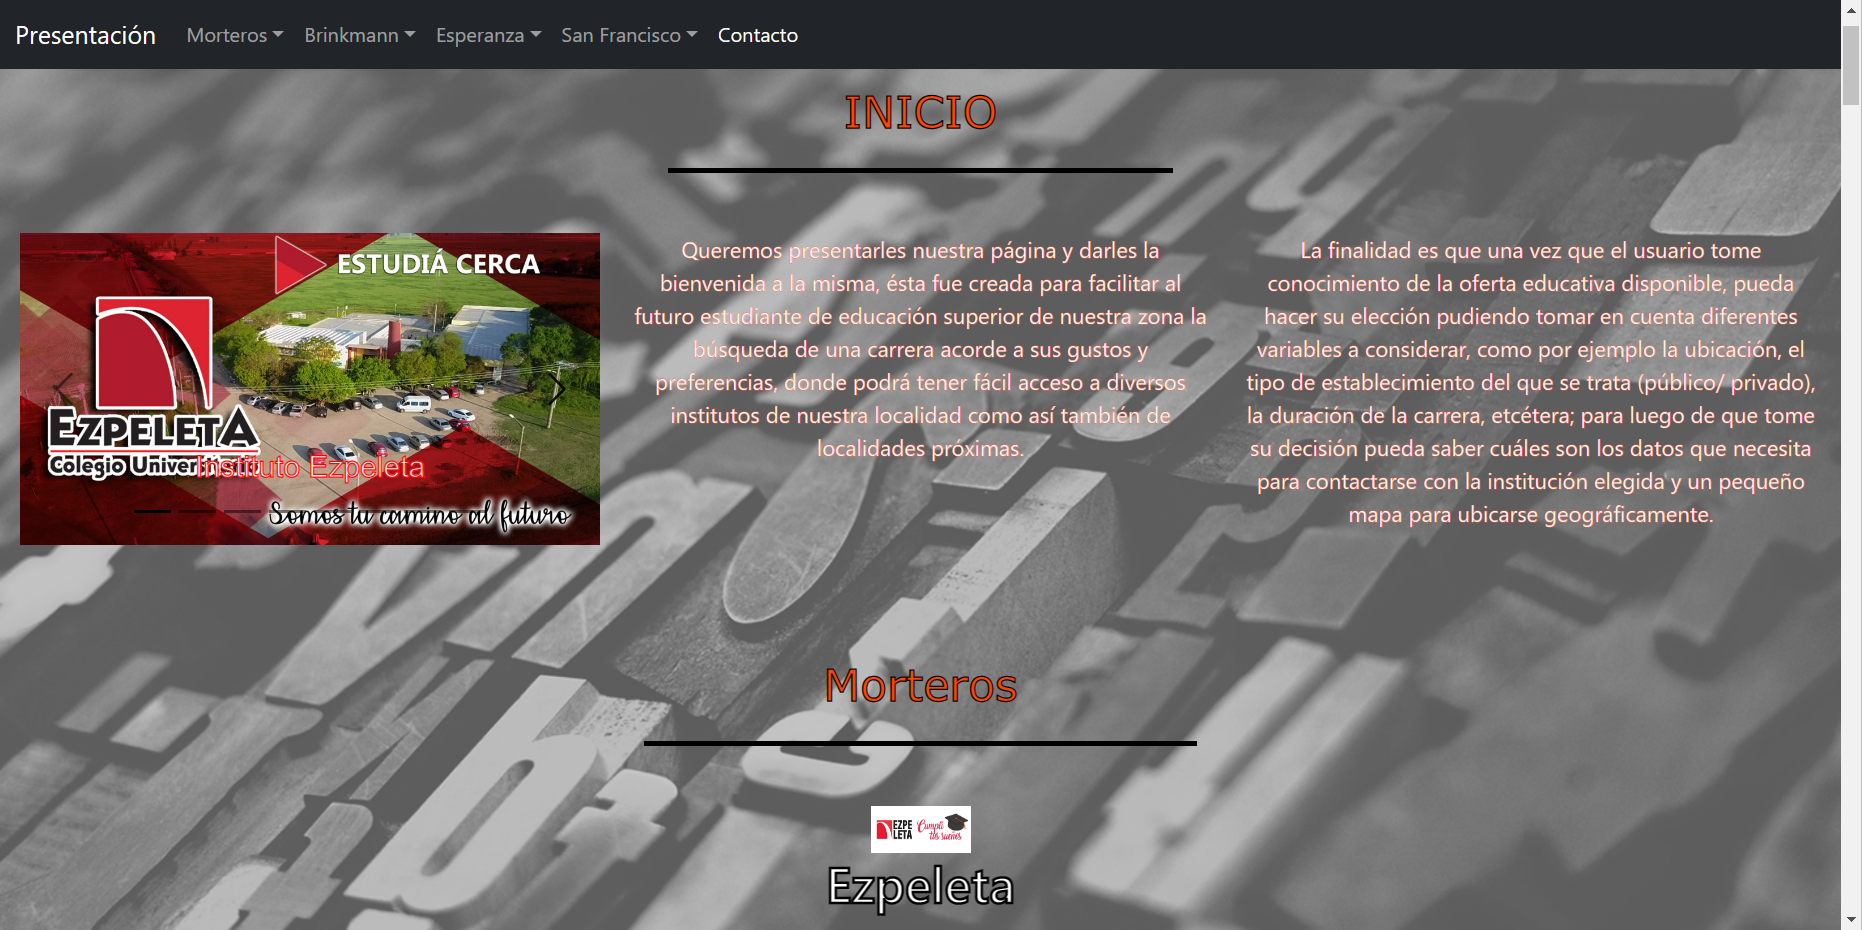 Presentación Morteros Brinkmann Esperanza San Francisco Contacto
INICIO
ESTUDIÁ CERCA
EZPELETA
Colegio Univer
Instituto Ezpeleta
Somos tu camino al futuro
Queremos presentarles nuestra página y darles la
bienvenida a la misma, ésta fue creada para facilitar al
futuro estudiante de educación superior de nuestra zona la
búsqueda de una carrera acorde a sus gustos y
preferencias, donde podrá tener fácil acceso a diversos
institutos de nuestra localidad como así también de
localidades próximas.
La finalidad es que una vez que el usuario tome
conocimiento de la oferta educativa disponible, pueda
hacer su elección pudiendo tomar en cuenta diferentes
variables a considerar, como por ejemplo la ubicación, el
tipo de establecimiento del que se trata (público/ privado),
la duración de la carrera, etcétera; para luego de que tome
su decisión pueda saber cuáles son los datos que necesita
para contactarse con la institución elegida y un pequeño
mapa para ubicarse geográficamente.
Morteros
EZPE
LETA
Cumplí
tus sueños
Ezpeleta